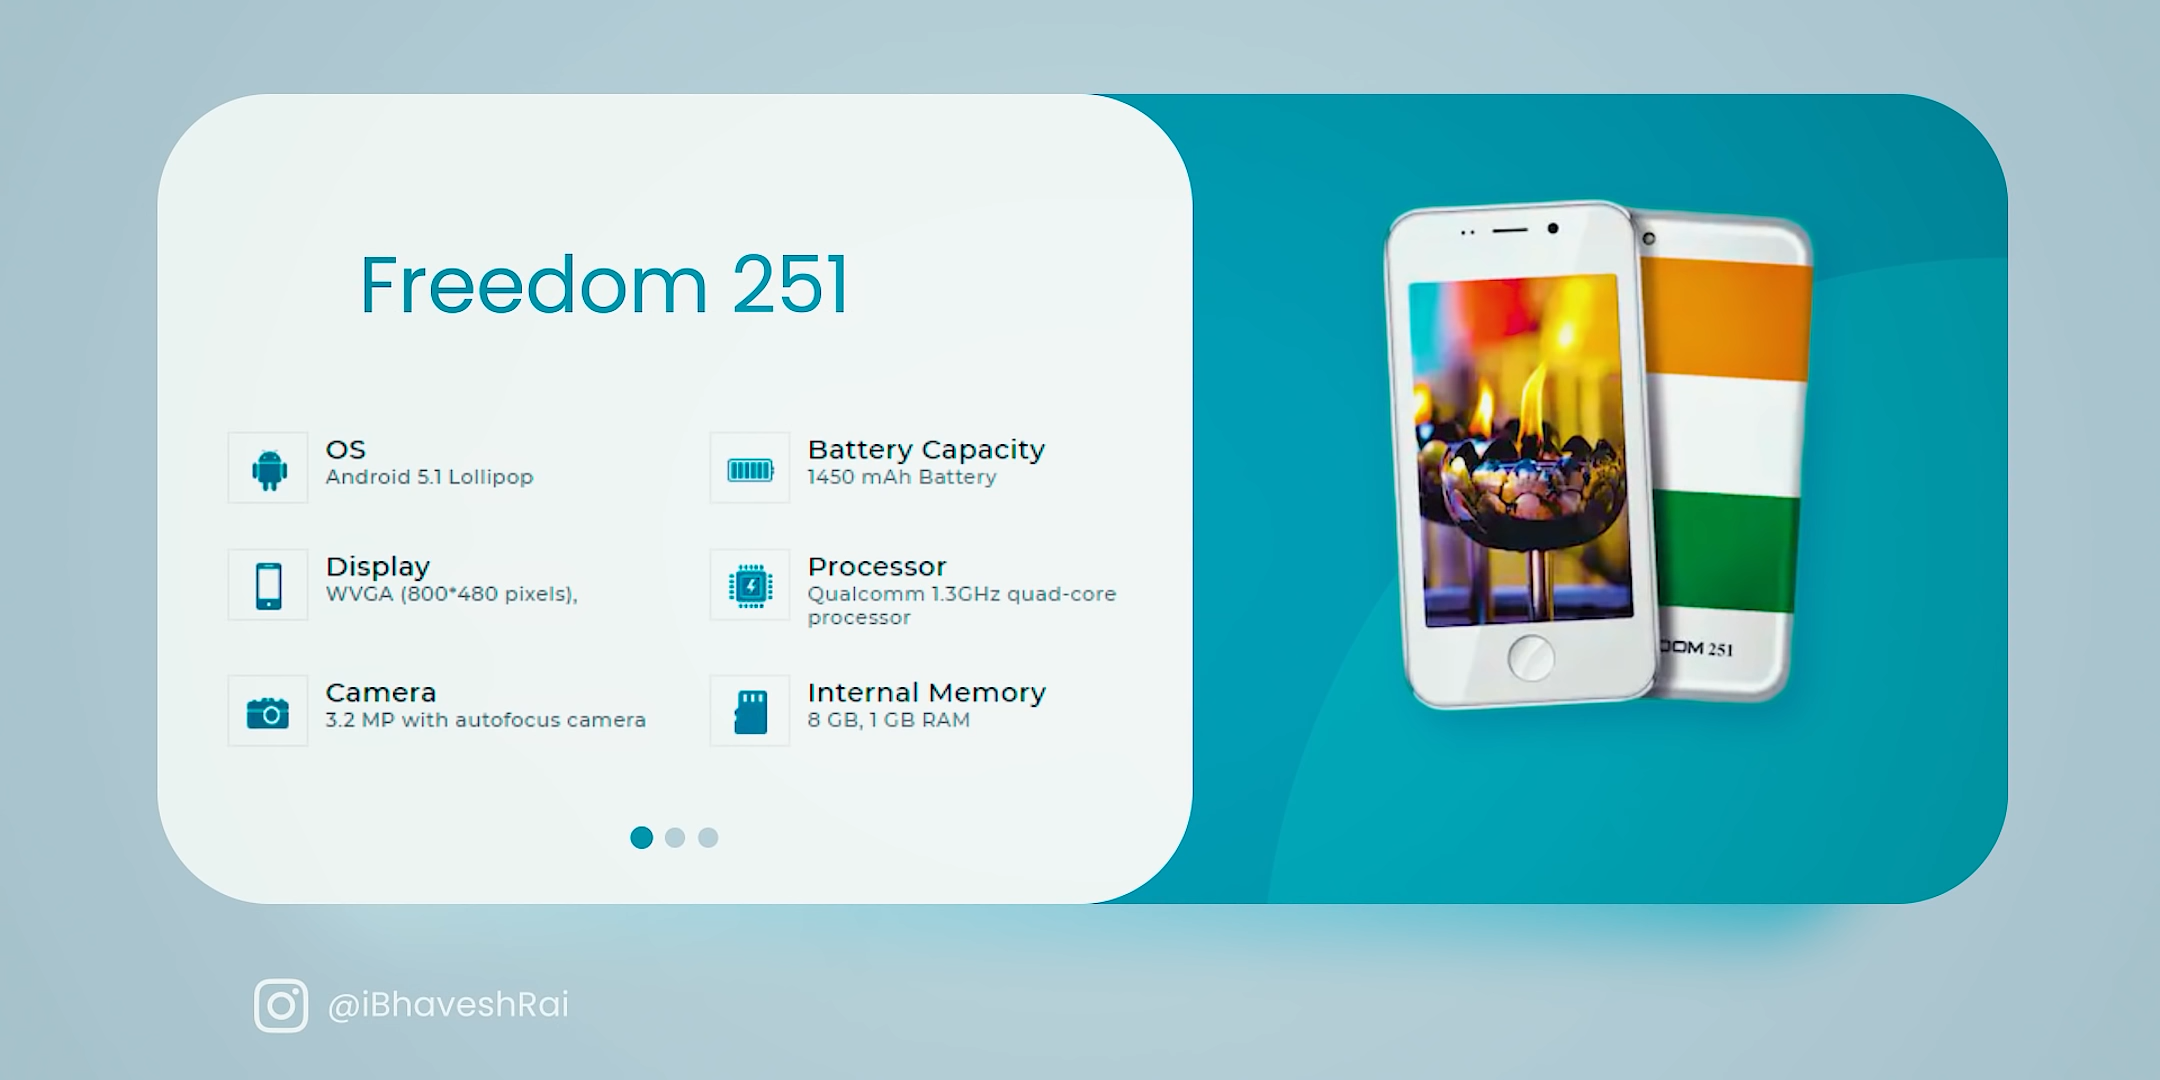 Freedom 251
OS
Android 5.1 Lollipop
Battery Capacity
1450 mAh Battery
Display
WVGA (800*480 pixels),
Processor
Qualcomm 1.3GHz quad-core
processor
Camera
3.2 MP with autofocus camera
Internal Memory
8 GB, 1 GB RAM
DOM 251
@iBhaveshRai